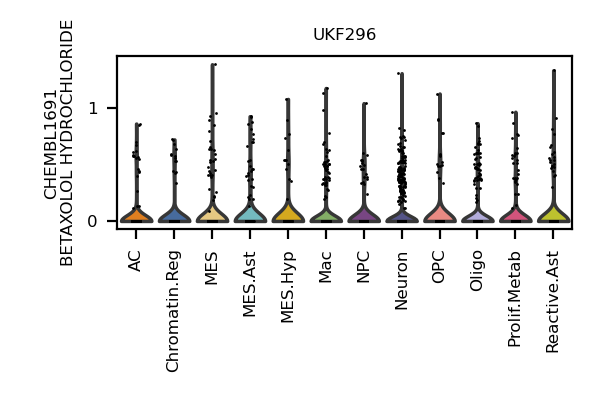 UKF296
CHEMBL1691
BETAXOLOL HYDROCHLORIDE
1
0
AC
Chromatin.Reg
MES
MES.Ast
MES.Hyp
Mac
NPC
Neuron
OPC
Oligo
Prolif.Metab
Reactive.Ast